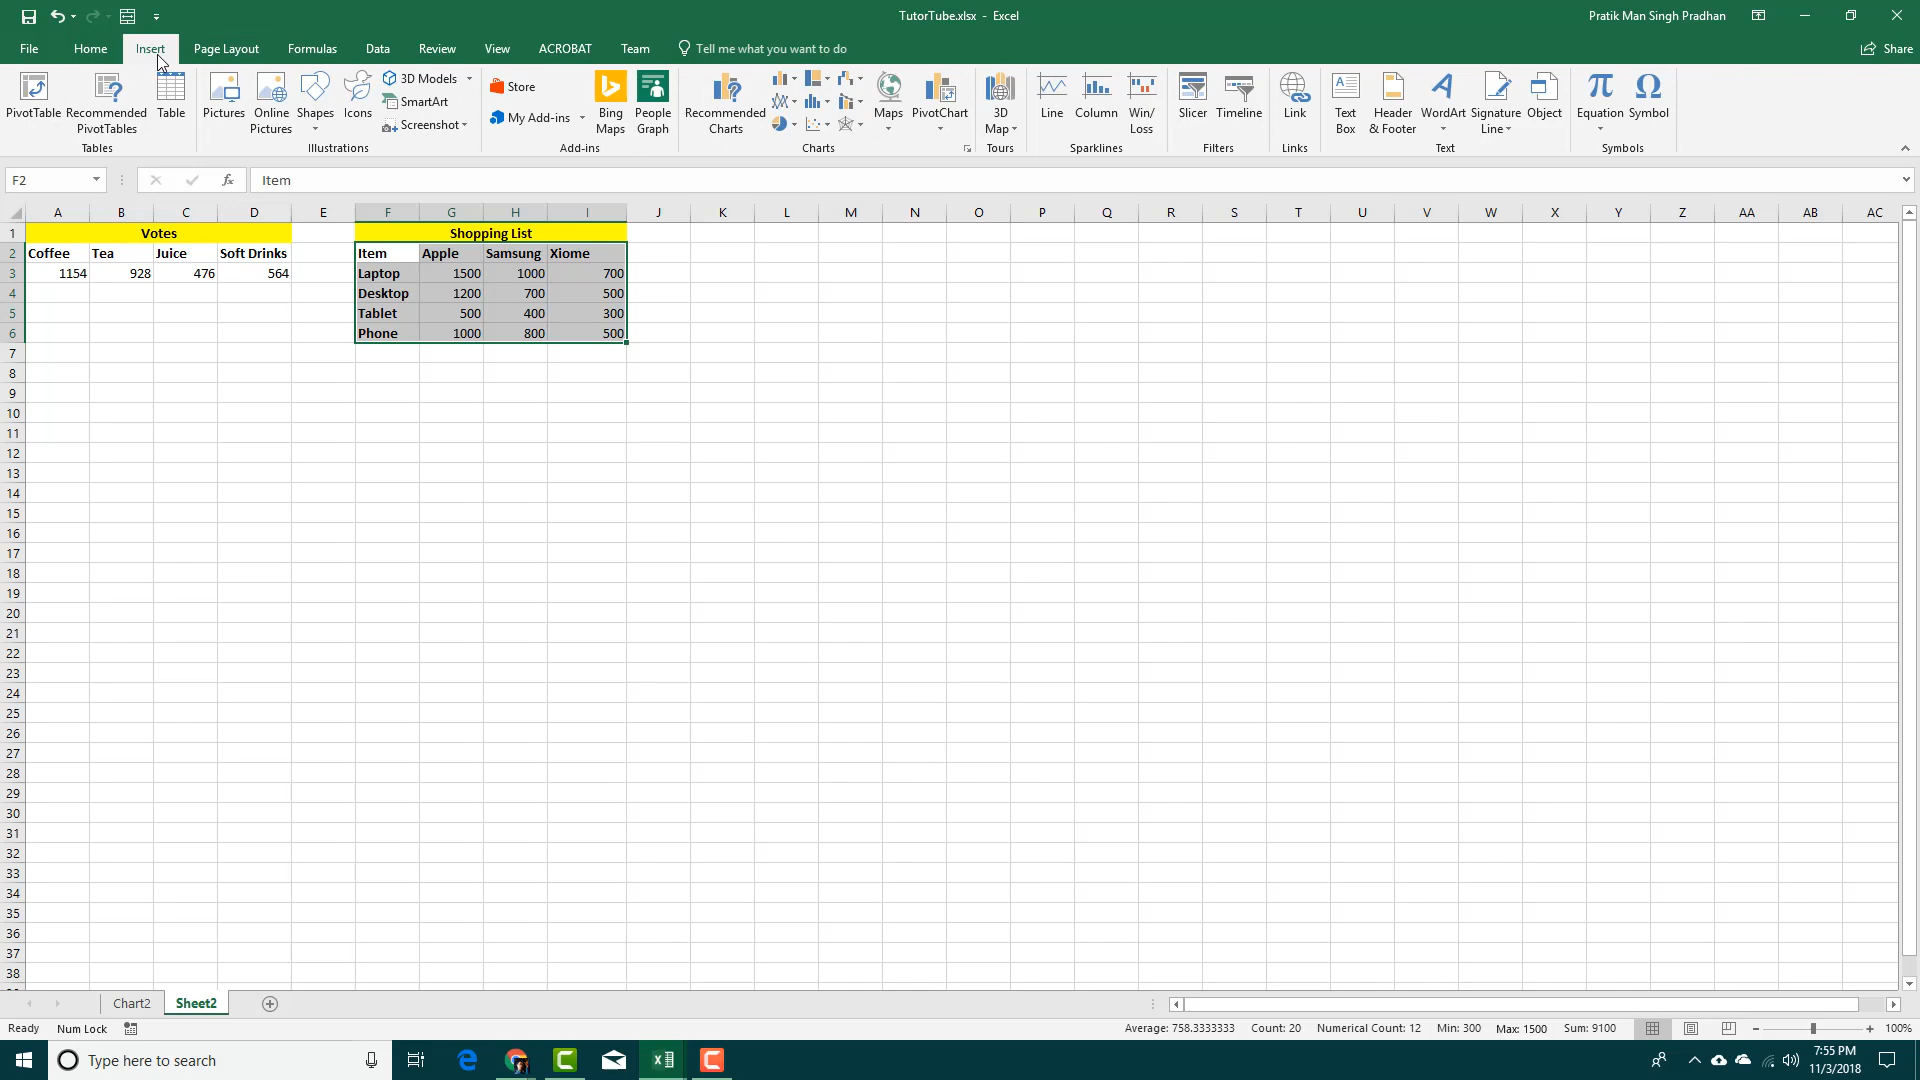 TutorTube.xlsx - Excel
Pratik Man Singh Pradhan
File Home Insert Page Layout Formulas Data Review View ACROBAT Team Tell me what you want to do Share
PivotTable
Recommended PivotTables
Table
Tables
Pictures
Online Pictures
Shapes
Icons
3D Models
SmartArt
Screenshot
Illustrations
Store
My Add-ins
Bing Maps
People Graph
Add-ins
Recommended Charts
Maps
PivotChart
Charts
3D Map
Tours
Line
Column
Win/ Loss
Sparklines
Slicer
Timeline
Filters
Link
Links
Text Box
Header & Footer
WordArt
Signature Line
Object
Text
Equation
Symbol
Symbols
F2 fx Item
A B C D E F G H I J K L M N O P Q R S T U V W X Y Z AA AB AC
1 Votes Shopping List
2 Coffee Tea Juice Soft Drinks Item Apple Samsung Xiome
3 1154 928 476 564 Laptop 1500 1000 700
4 Desktop 1200 700 500
5 Tablet 500 400 300
6 Phone 1000 800 500
7
8
9
10
11
12
13
14
15
16
17
18
19
20
21
22
23
24
25
26
27
28
29
30
31
32
33
34
35
36
37
38
Chart2 Sheet2
Ready Num Lock Average: 758.3333333 Count: 20 Numerical Count: 12 Min: 300 Max: 1500 Sum: 9100 100%
Type here to search
7:55 PM
11/3/2018